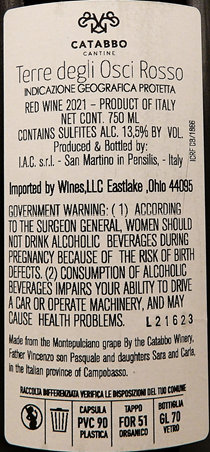 CATABBO
CANTINE
Terre degli Osci Rosso
INDICAZIONE GEOGRAFICA PROTETTA
RED WINE 2021 – PRODUCT OF ITALY
NET CONT. 750 ML
CONTAINS SULFITES ALC. 13,5% BY VOL.
Produced & Bottled by:
I.A.C. s.r.l. - San Martino in Pensilis, - Italy
ICRF CB/1866
Imported by Wines,LLC Eastlake ,Ohio 44095
GOVERNMENT WARNING: ( 1) ACCORDING
TO THE SURGEON GENERAL, WOMEN SHOULD
NOT DRINK ALCOHOLIC BEVERAGES DURING
PREGNANCY BECAUSE OF THE RISK OF BIRTH
DEFECTS. (2) CONSUMPTION OF ALCOHOLIC
BEVERAGES IMPAIRS YOUR ABILITY TO DRIVE
A CAR OR OPERATE MACHINERY, AND MAY
CAUSE HEALTH PROBLEMS. L21623
Made from the Montepulciano grape By the Catabbo Winery,
Father Vincenzo son Pasquale and daughters Sara and Carla,
in the Italian province of Campobasso.
RACCOLTA DIFFERENZIATA VERIFICA LE DISPOSIZIONI DEL TUO COMUNE
CAPSULA TAPPO BOTTIGLIA
PVC 90 FOR 51 GL 70
PLASTICA ORGANICO VETRO